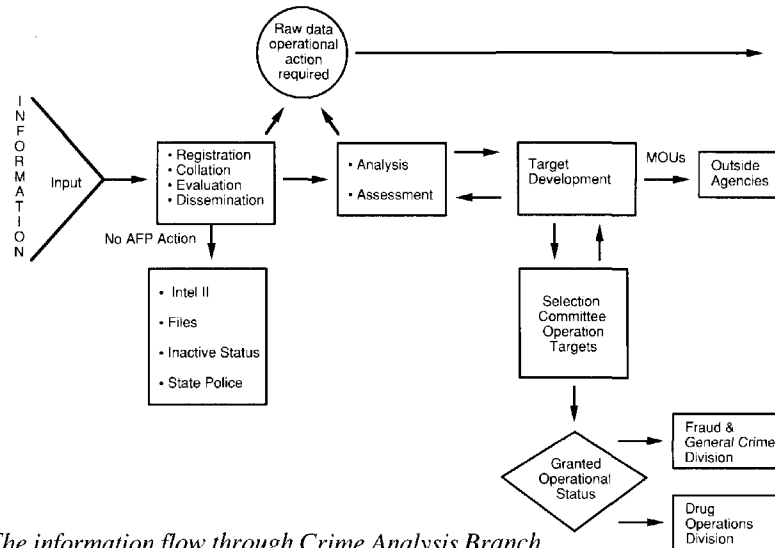 Raw data
operational
action
required
INFORMATION
Input
• Registration
• Collation
• Evaluation
• Dissemination
• Analysis
• Assessment
Target
Development
MOUs
Outside
Agencies
No AFP Action
• Intel II
• Files
• Inactive Status
• State Police
Selection
Committee
Operation
Targets
Granted
Operational
Status
Fraud &
General Crime
Division
Drug
Operations
Division
The information flow through Crime Analysis Branch